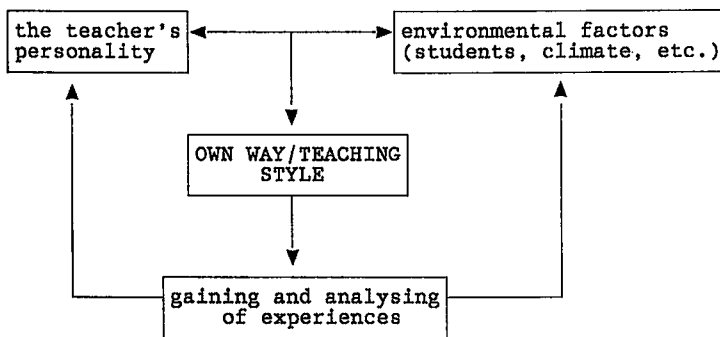 the teacher's
personality
environmental factors
(students, climate, etc.)
OWN WAY/TEACHING
STYLE
gaining and analysing
of experiences